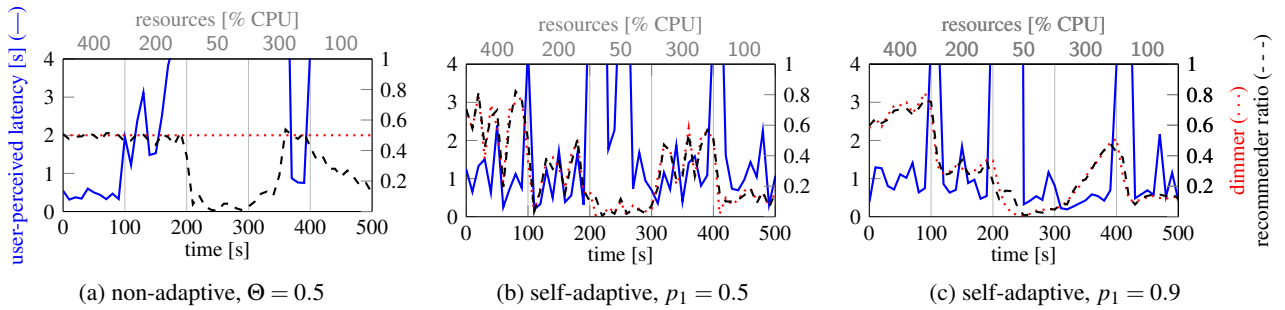 user-perceived latency [s] (—)
resources [% CPU]
400 200 50 300 100
4 3 2 1 0
1 0.8 0.6 0.4 0.2
0 100 200 300 400 500
time [s]
(a) non-adaptive, Θ = 0.5
resources [% CPU]
400 200 50 300 100
4 3 2 1 0
1 0.8 0.6 0.4 0.2
0 100 200 300 400 500
time [s]
(b) self-adaptive, p₁ = 0.5
resources [% CPU]
400 200 50 300 100
4 3 2 1 0
1 0.8 0.6 0.4 0.2
0 100 200 300 400 500
time [s]
(c) self-adaptive, p₁ = 0.9
dimmer (···)
recommender ratio (- - -)